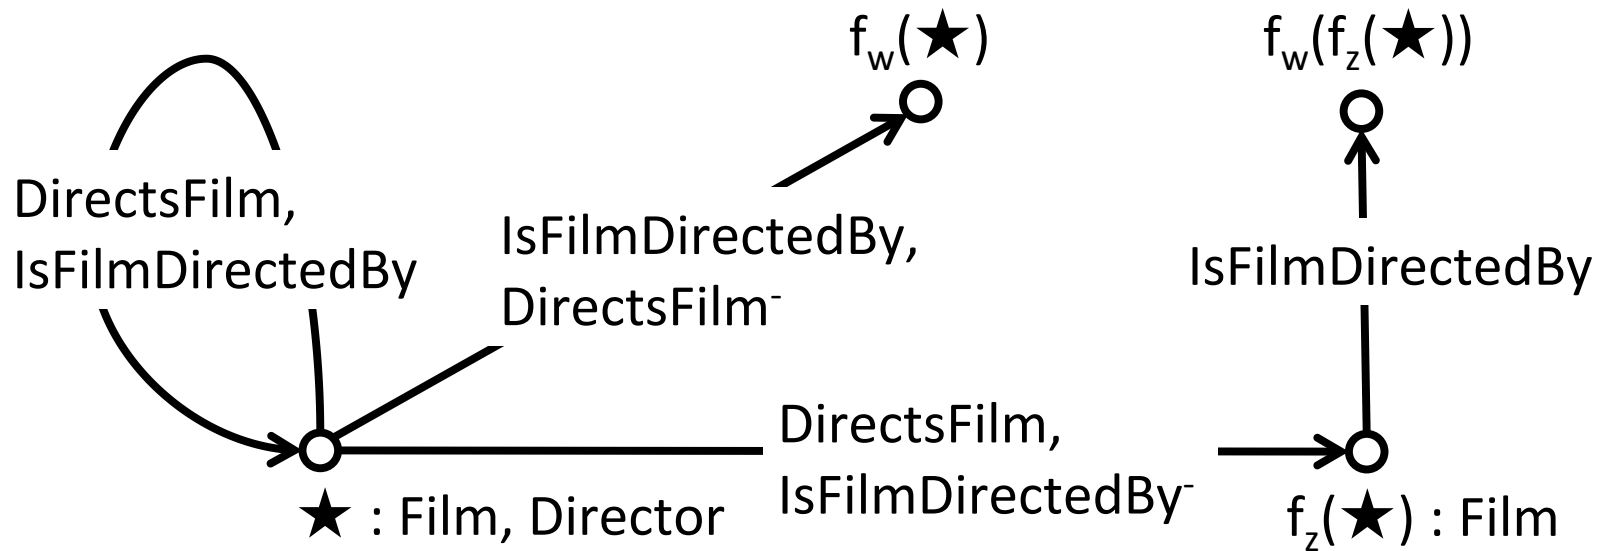 f_w(★)
f_w(f_z(★))
DirectsFilm,
IsFilmDirectedBy
IsFilmDirectedBy,
DirectsFilm⁻
IsFilmDirectedBy
DirectsFilm,
IsFilmDirectedBy⁻
★ : Film, Director
f_z(★) : Film